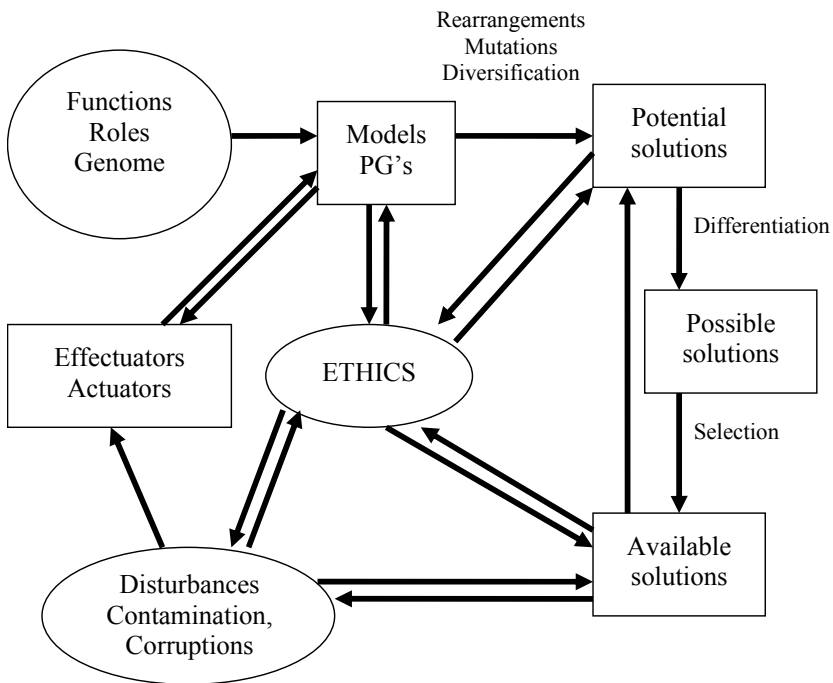 Rearrangements
Mutations
Diversification
Functions
Roles
Genome
Models
PG’s
Potential
solutions
Differentiation
Effectuators
Actuators
ETHICS
Possible
solutions
Selection
Disturbances
Contamination,
Corruptions
Available
solutions